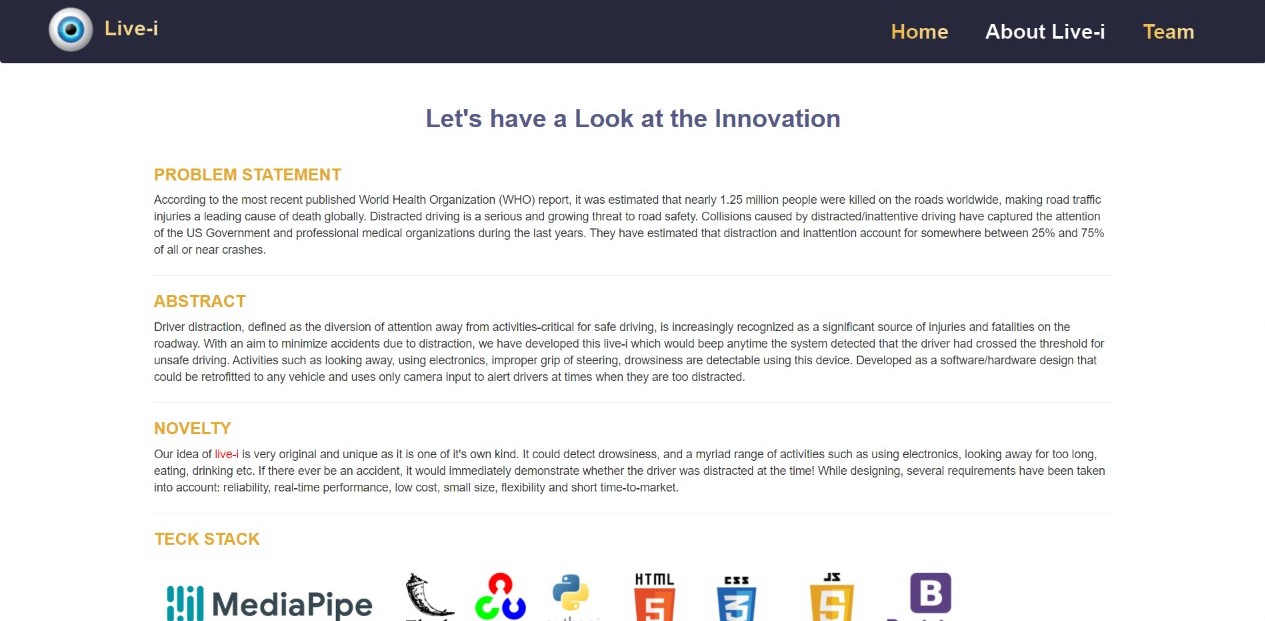 Live-i
Home About Live-i Team
Let's have a Look at the Innovation
PROBLEM STATEMENT
According to the most recent published World Health Organization (WHO) report, it was estimated that nearly 1.25 million people were killed on the roads worldwide, making road traffic
injuries a leading cause of death globally. Distracted driving is a serious and growing threat to road safety. Collisions caused by distracted/inattentive driving have captured the attention
of the US Government and professional medical organizations during the last years. They have estimated that distraction and inattention account for somewhere between 25% and 75%
of all or near crashes.
ABSTRACT
Driver distraction, defined as the diversion of attention away from activities-critical for safe driving, is increasingly recognized as a significant source of injuries and fatalities on the
roadway. With an aim to minimize accidents due to distraction, we have developed this live-i which would beep anytime the system detected that the driver had crossed the threshold for
unsafe driving. Activities such as looking away, using electronics, improper grip of steering, drowsiness are detectable using this device. Developed as a software/hardware design that
could be retrofitted to any vehicle and uses only camera input to alert drivers at times when they are too distracted.
NOVELTY
Our idea of live-i is very original and unique as it is one of it's own kind. It could detect drowsiness, and a myriad range of activities such as using electronics, looking away for too long,
eating, drinking etc. If there ever be an accident, it would immediately demonstrate whether the driver was distracted at the time! While designing, several requirements have been taken
into account: reliability, real-time performance, low cost, small size, flexibility and short time-to-market.
TECK STACK
MediaPipe
HTML 5
CSS 3
JS 5
B